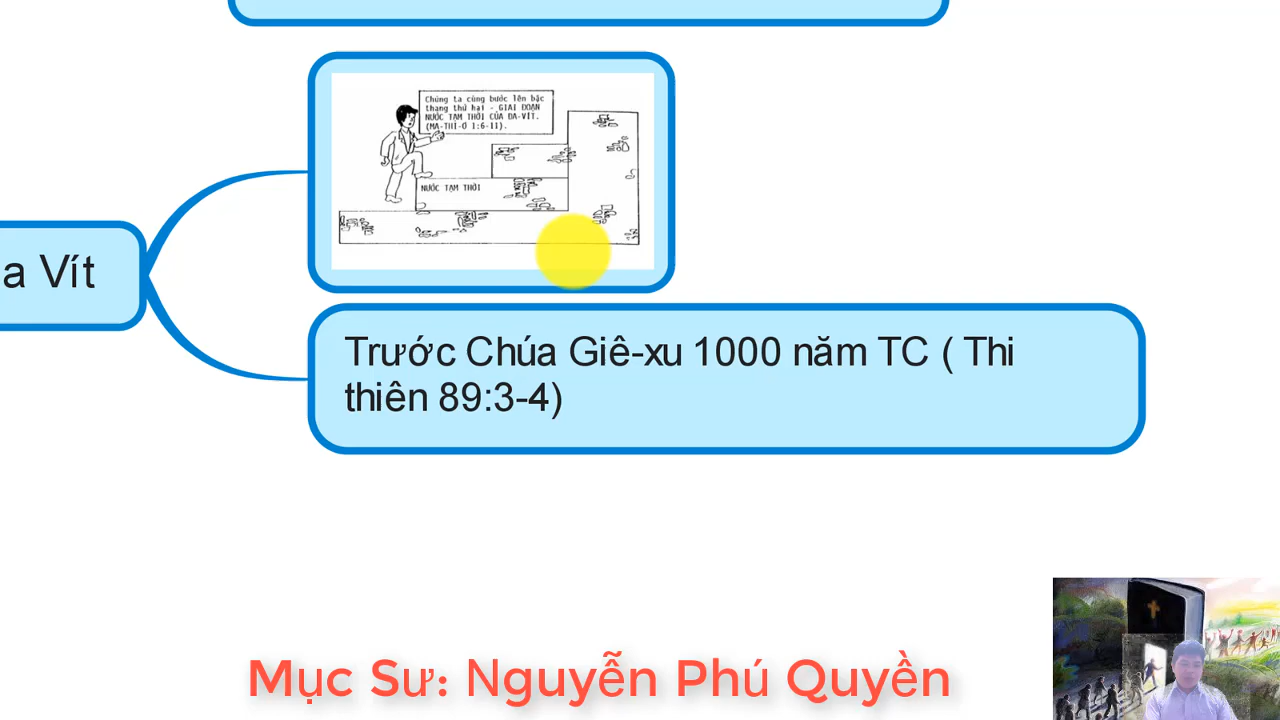 Chúng ta cùng bước lên bậc
thang thứ hai - GIAI ĐOẠN
NƯỚC TẠM THỜI CỦA ĐA-VÍT.
(MA-THI-Ơ 1:6-11).
NƯỚC TẠM THỜI
a Vít
Trước Chúa Giê-xu 1000 năm TC ( Thi
thiên 89:3-4)
Mục Sư: Nguyễn Phú Quyền